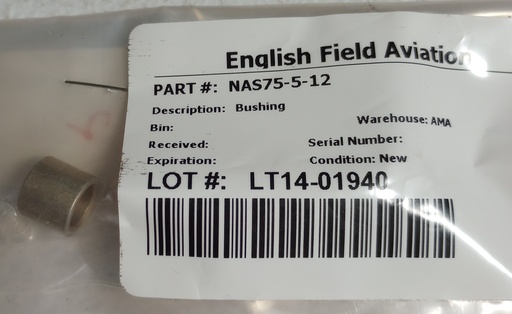 English Field Aviation
PART #: NAS75-5-12
Description: Bushing
Bin:
Warehouse: AMA
Received:
Serial Number:
Expiration:
Condition: New
LOT #: LT14-01940